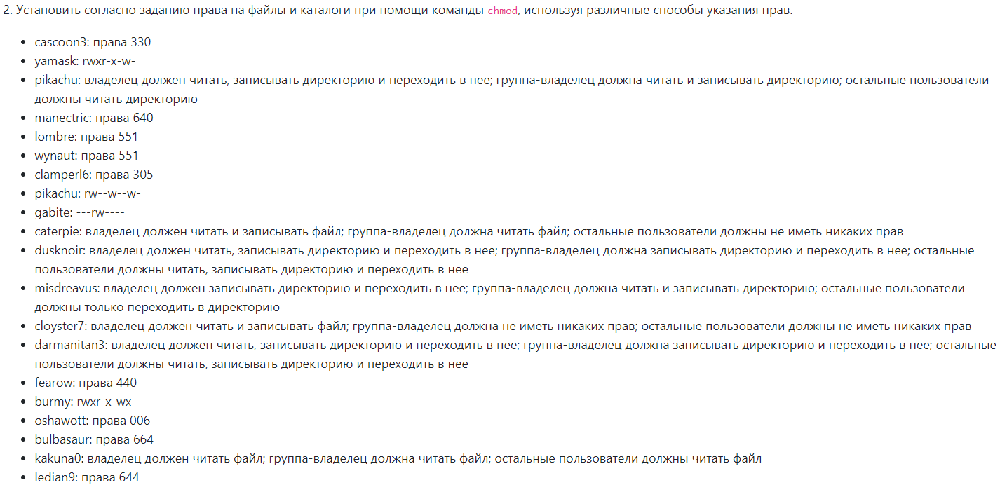 2. Установить согласно заданию права на файлы и каталоги при помощи команды chmod, используя различные способы указания прав.
• cascoon3: права 330
• yamask: rwxr-x-w-
• pikachu: владелец должен читать, записывать директорию и переходить в нее; группа-владелец должна читать и записывать директорию; остальные пользователи
должны читать директорию
• manectric: права 640
• lombre: права 551
• wynaut: права 551
• clamperl6: права 305
• pikachu: rw--w--w-
• gabite: ---rw----
• caterpie: владелец должен читать и записывать файл; группа-владелец должна читать файл; остальные пользователи должны не иметь никаких прав
• dusknoir: владелец должен читать, записывать директорию и переходить в нее; группа-владелец должна записывать директорию и переходить в нее; остальные
пользователи должны читать, записывать директорию и переходить в нее
• misdreavus: владелец должен записывать директорию и переходить в нее; группа-владелец должна читать и записывать директорию; остальные пользователи
должны только переходить в директорию
• cloyster7: владелец должен читать и записывать файл; группа-владелец должна не иметь никаких прав; остальные пользователи должны не иметь никаких прав
• darmanitan3: владелец должен читать, записывать директорию и переходить в нее; группа-владелец должна записывать директорию и переходить в нее; остальные
пользователи должны читать, записывать директорию и переходить в нее
• fearow: права 440
• burmy: rwxr-x-wx
• oshawott: права 006
• bulbasaur: права 664
• kakuna0: владелец должен читать файл; группа-владелец должна читать файл; остальные пользователи должны читать файл
• ledian9: права 644